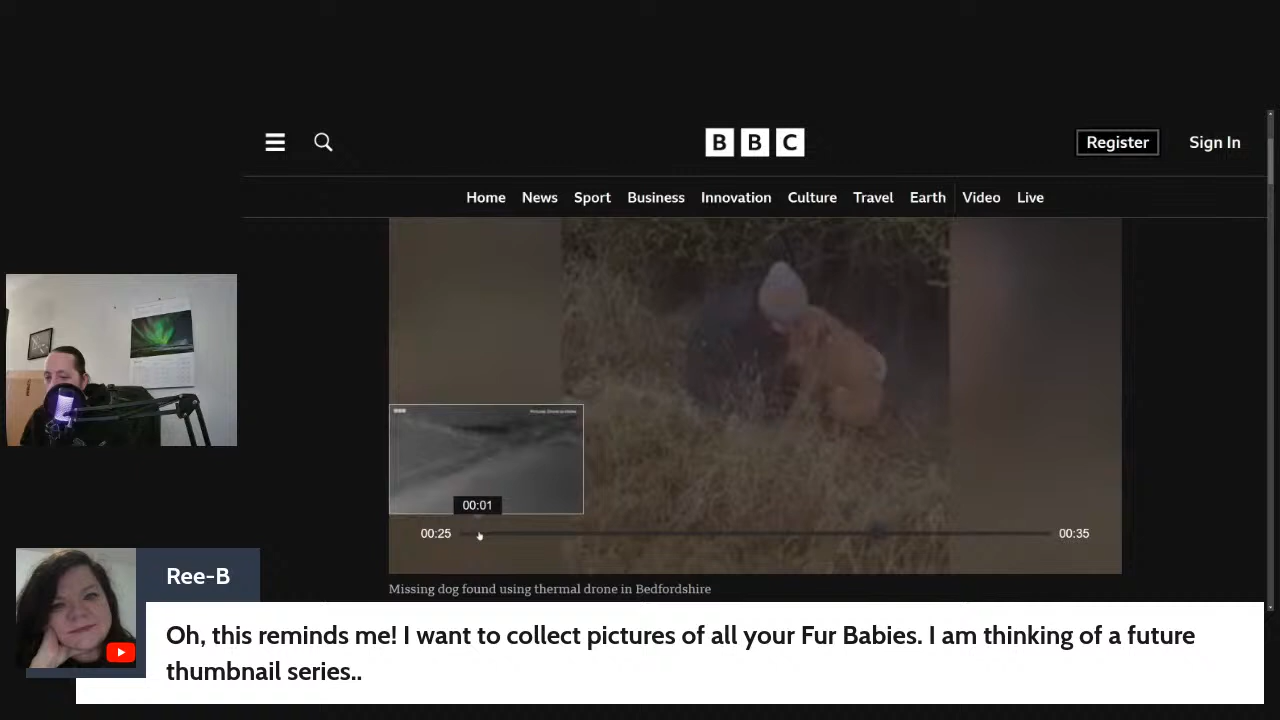 BBC
Register
Sign In
Home News Sport Business Innovation Culture Travel Earth Video Live
00:01
00:25
00:35
Missing dog found using thermal drone in Bedfordshire
Ree-B
Oh, this reminds me! I want to collect pictures of all your Fur Babies. I am thinking of a future
thumbnail series..